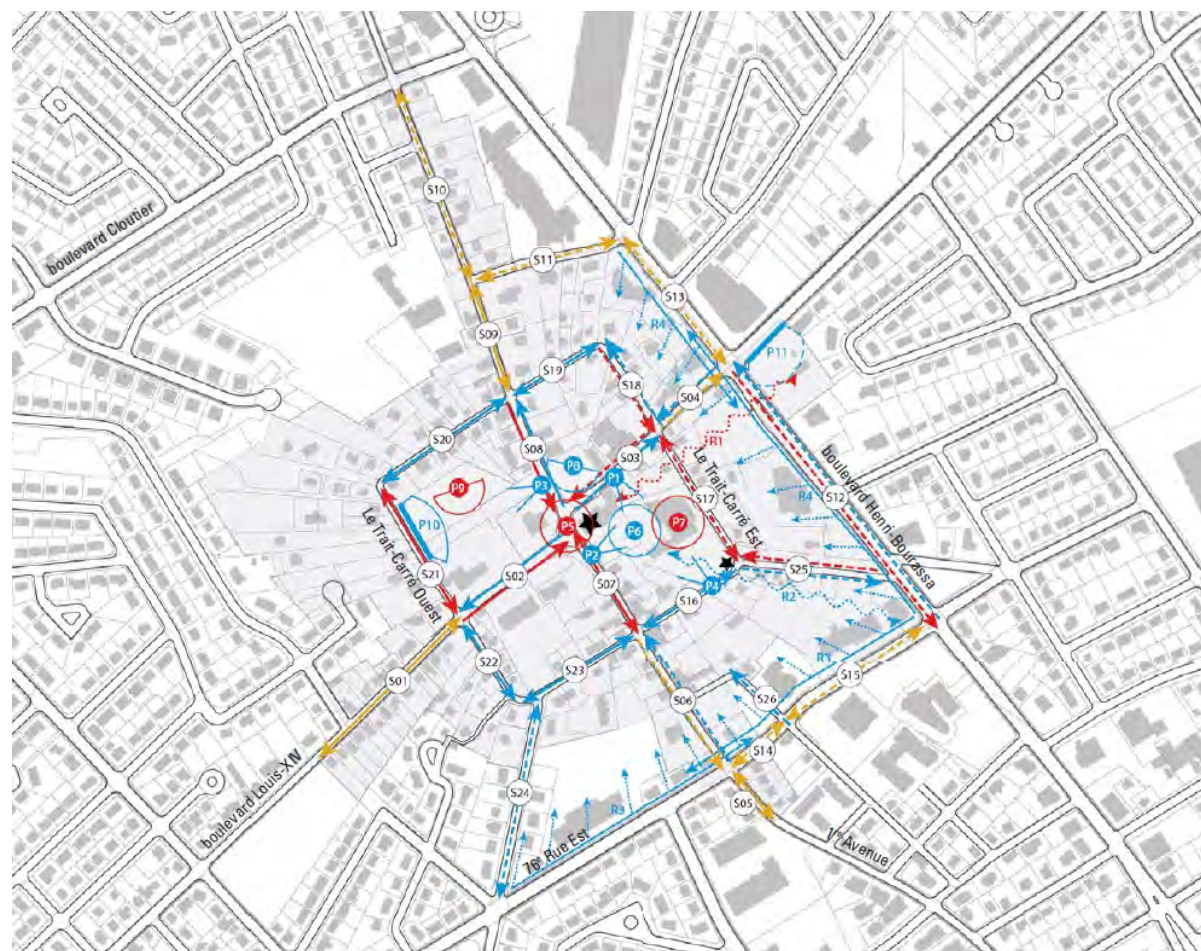 S10
boulevard Cloutier
S11
S13
S09
R4
P11
S19
S18
S04
S20
S08
S03
R1
P8
P3
P1
P9
P10
Le Trait-Carré Est
S17
R4
S12
boulevard Henri-Bourassa
P5
P6
P7
Le Trait-Carré Ouest
S21
S02
P2
S07
S25
P4
R2
S16
S22
S23
S01
S06
S26
S15
S14
S24
R3
S05
boulevard Louis-XIV
76e Rue Est
1re Avenue